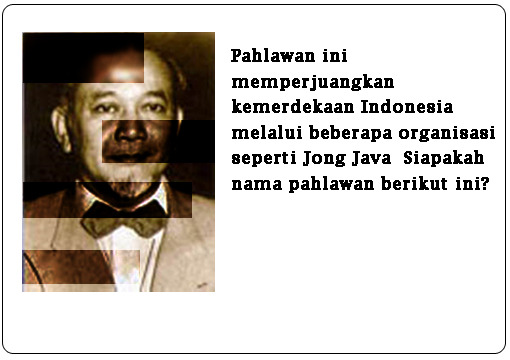 Pahlawan ini
memperjuangkan
kemerdekaan Indonesia
melalui beberapa organisasi
seperti Jong Java Siapakah
nama pahlawan berikut ini?